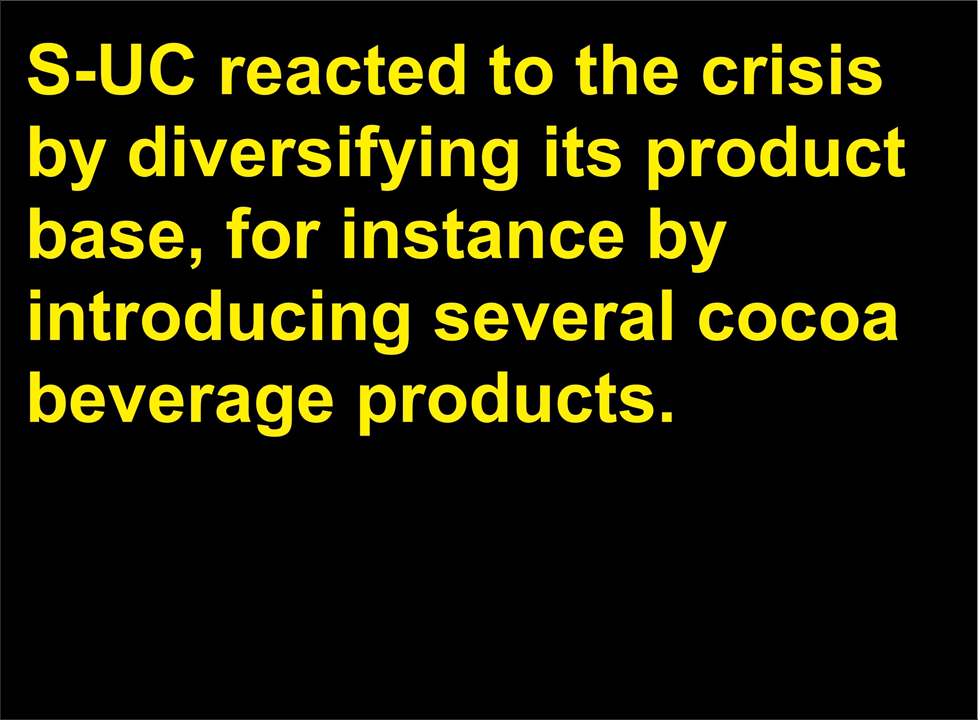 S-UC reacted to the crisis
by diversifying its product
base, for instance by
introducing several cocoa
beverage products.